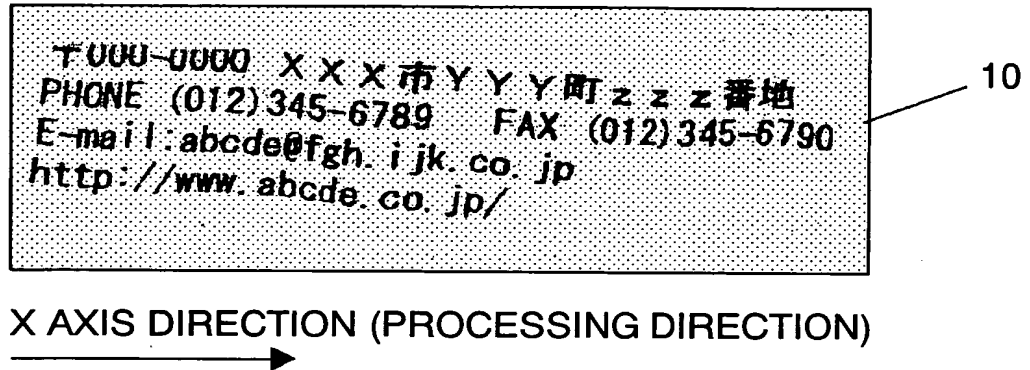 〒000-0000 XXX市YYY町zzz番地
PHONE (012)345-6789 FAX (012)345-6790
E-mail:abcde@fgh.ijk.co.jp
http://www.abcde.co.jp/
10
X AXIS DIRECTION (PROCESSING DIRECTION)